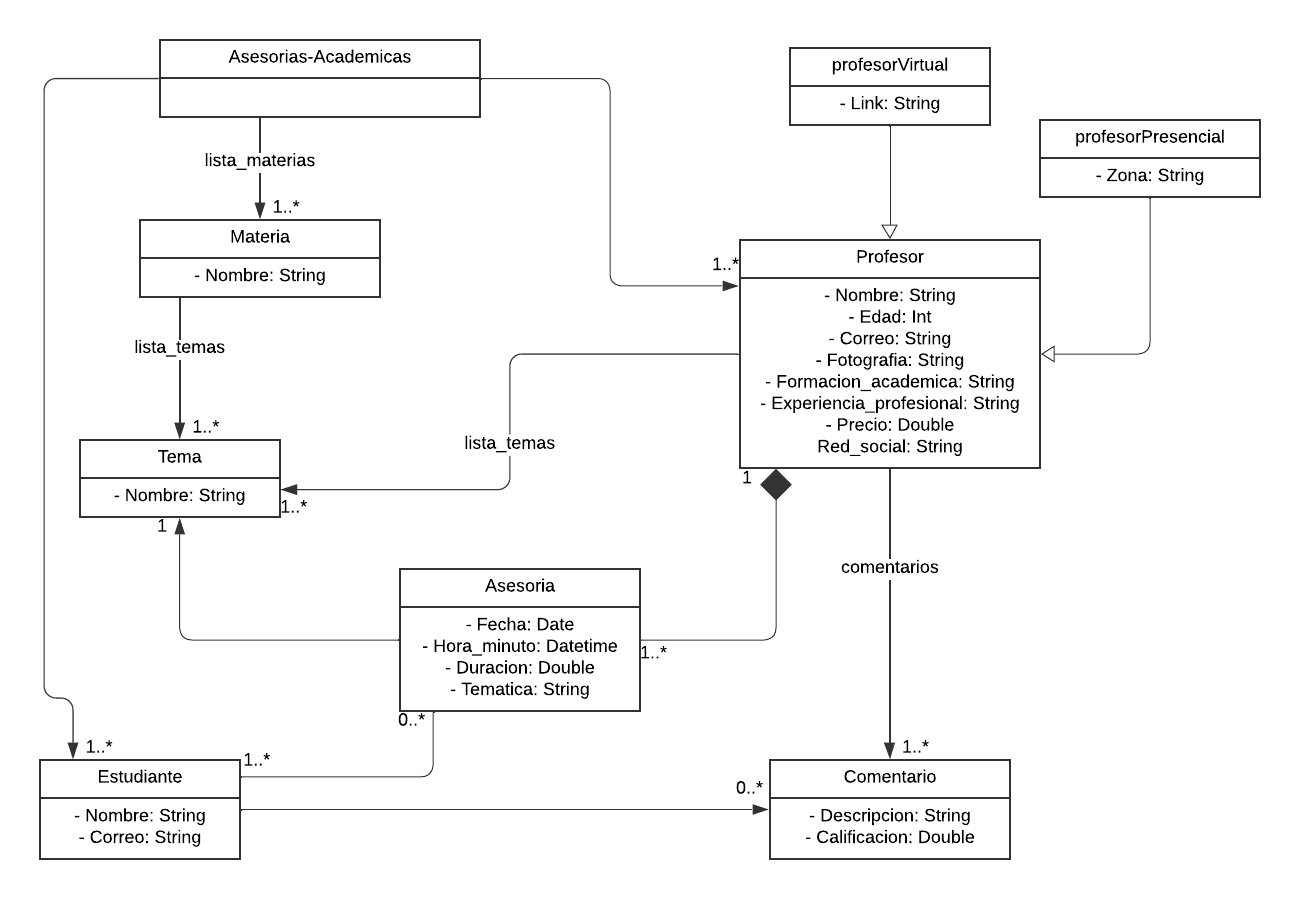 Asesorias-Academicas
profesorVirtual
- Link: String
profesorPresencial
- Zona: String
lista_materias
1..*
Materia
- Nombre: String
1..*
Profesor
- Nombre: String
- Edad: Int
- Correo: String
- Fotografia: String
- Formacion_academica: String
- Experiencia_profesional: String
- Precio: Double
Red_social: String
lista_temas
1..*
Tema
- Nombre: String
lista_temas
1..*
1
1
Asesoria
- Fecha: Date
- Hora_minuto: Datetime
- Duracion: Double
- Tematica: String
1..*
0..*
comentarios
1..*
1..*
Estudiante
- Nombre: String
- Correo: String
1..*
0..*
Comentario
- Descripcion: String
- Calificacion: Double